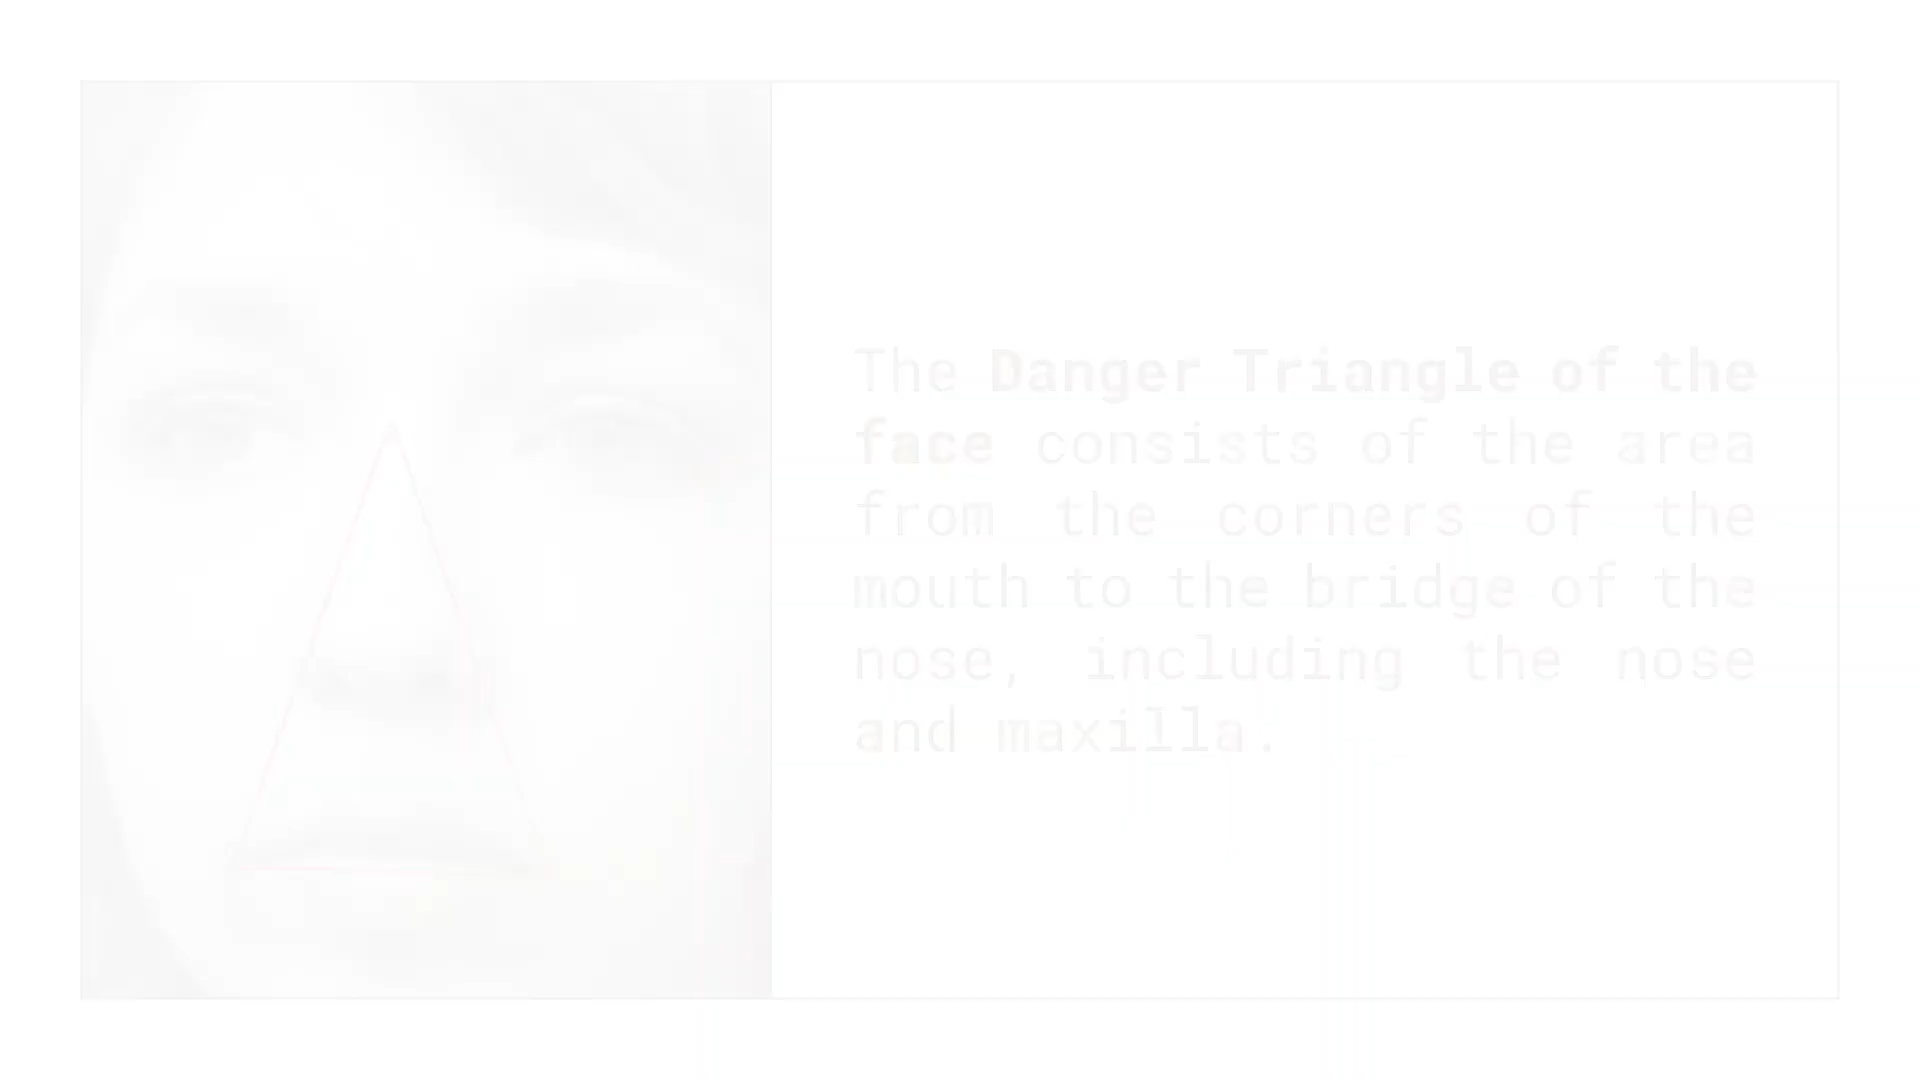 The Danger Triangle of the
face consists of the area
from the corners of the
mouth to the bridge of the
nose, including the nose
and maxilla.